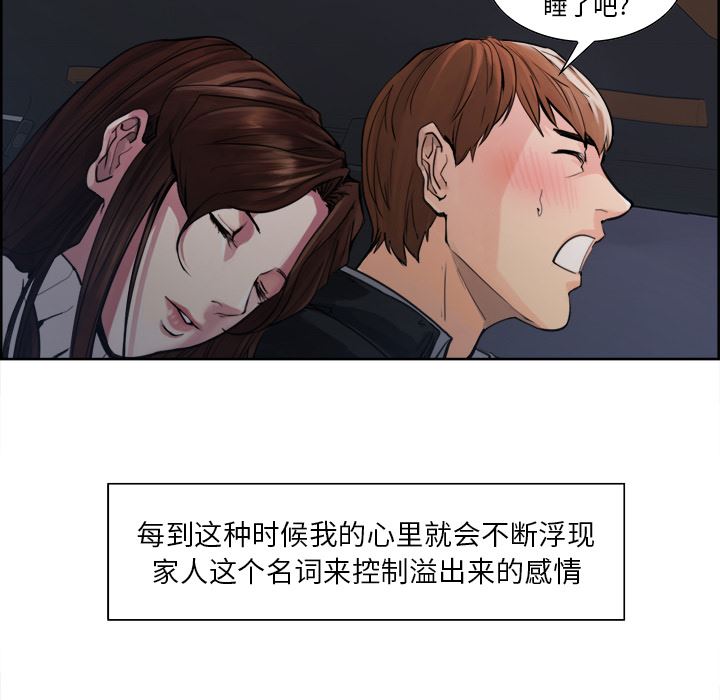 睡了吧?
每到这种时候我的心里就会不断浮现
家人这个名词来控制溢出来的感情